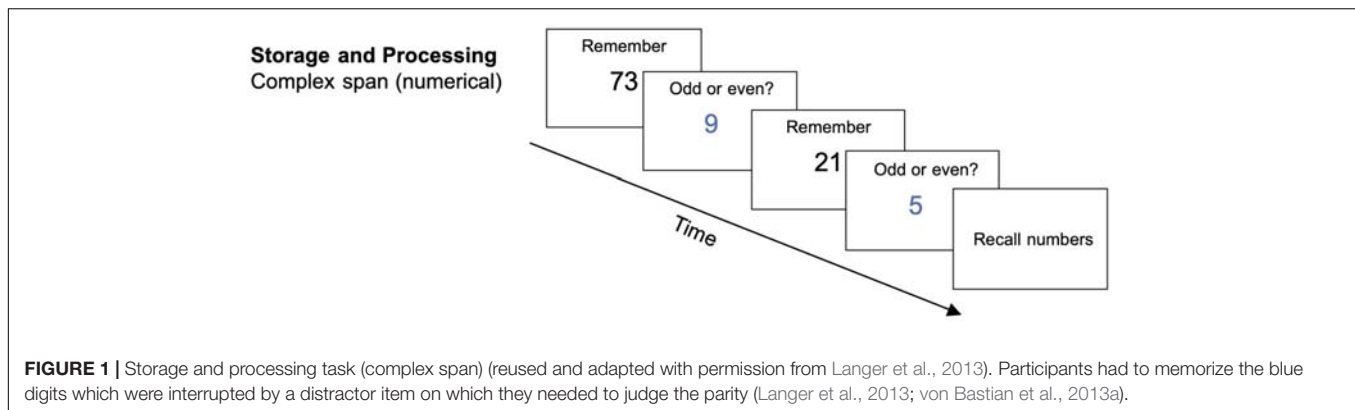 Storage and Processing
Complex span (numerical)
Remember
73
Odd or even?
9
Remember
21
Odd or even?
5
Recall numbers
Time
FIGURE 1 | Storage and processing task (complex span) (reused and adapted with permission from Langer et al., 2013). Participants had to memorize the blue
digits which were interrupted by a distractor item on which they needed to judge the parity (Langer et al., 2013; von Bastian et al., 2013a).